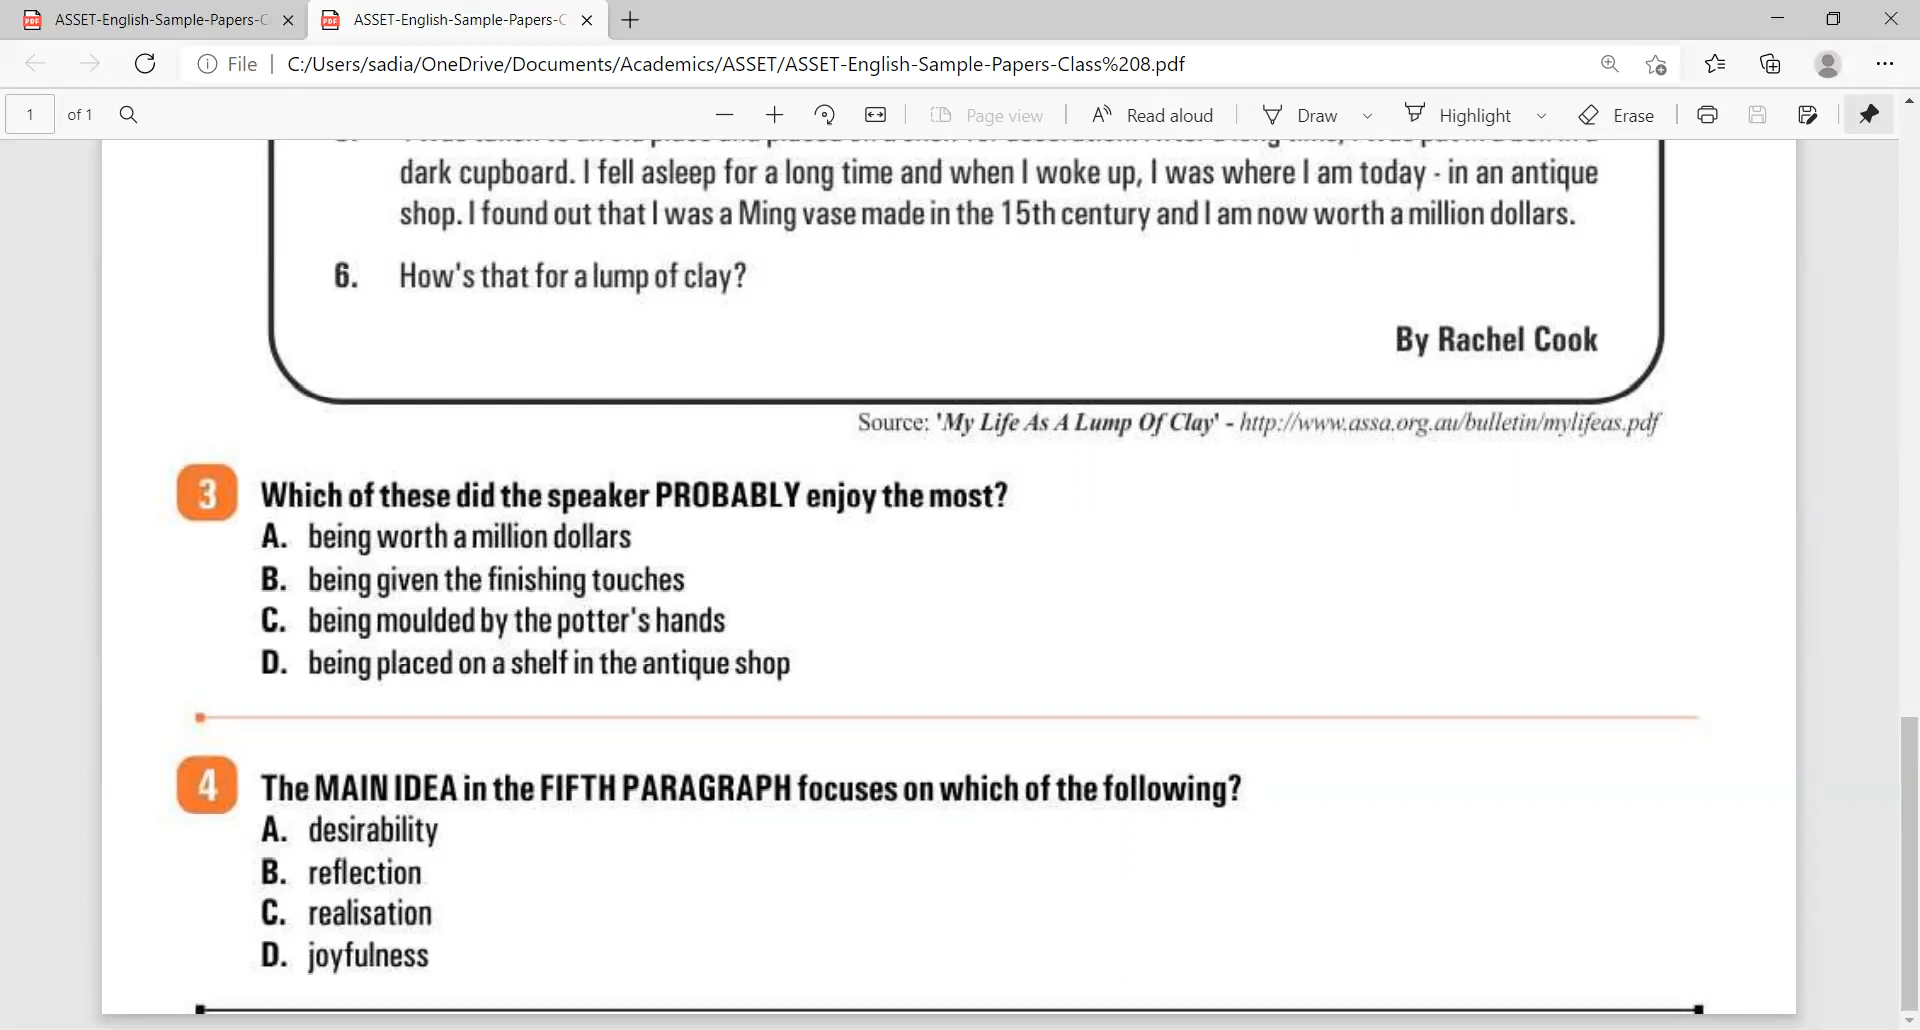 ASSET-English-Sample-Papers-C
ASSET-English-Sample-Papers-C
File
C:/Users/sadia/OneDrive/Documents/Academics/ASSET/ASSET-English-Sample-Papers-Class%208.pdf
1 of 1
Page view
Read aloud
Draw
Highlight
Erase
dark cupboard. I fell asleep for a long time and when I woke up, I was where I am today - in an antique
shop. I found out that I was a Ming vase made in the 15th century and I am now worth a million dollars.
6. How's that for a lump of clay?
By Rachel Cook
Source: 'My Life As A Lump Of Clay' - http://www.assa.org.au/bulletin/mylifeas.pdf
3 Which of these did the speaker PROBABLY enjoy the most?
A. being worth a million dollars
B. being given the finishing touches
C. being moulded by the potter's hands
D. being placed on a shelf in the antique shop
4 The MAIN IDEA in the FIFTH PARAGRAPH focuses on which of the following?
A. desirability
B. reflection
C. realisation
D. joyfulness